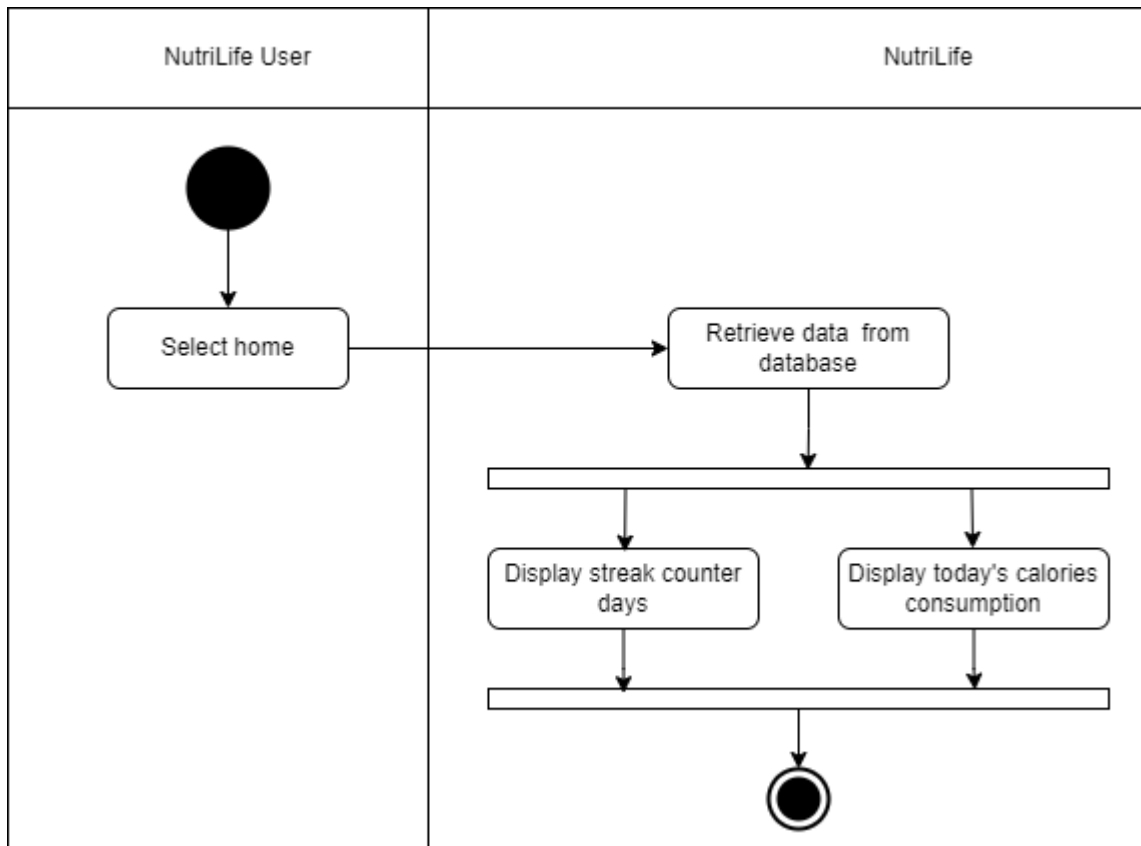 NutriLife User
NutriLife
Select home
Retrieve data from
database
Display streak counter
days
Display today's calories
consumption